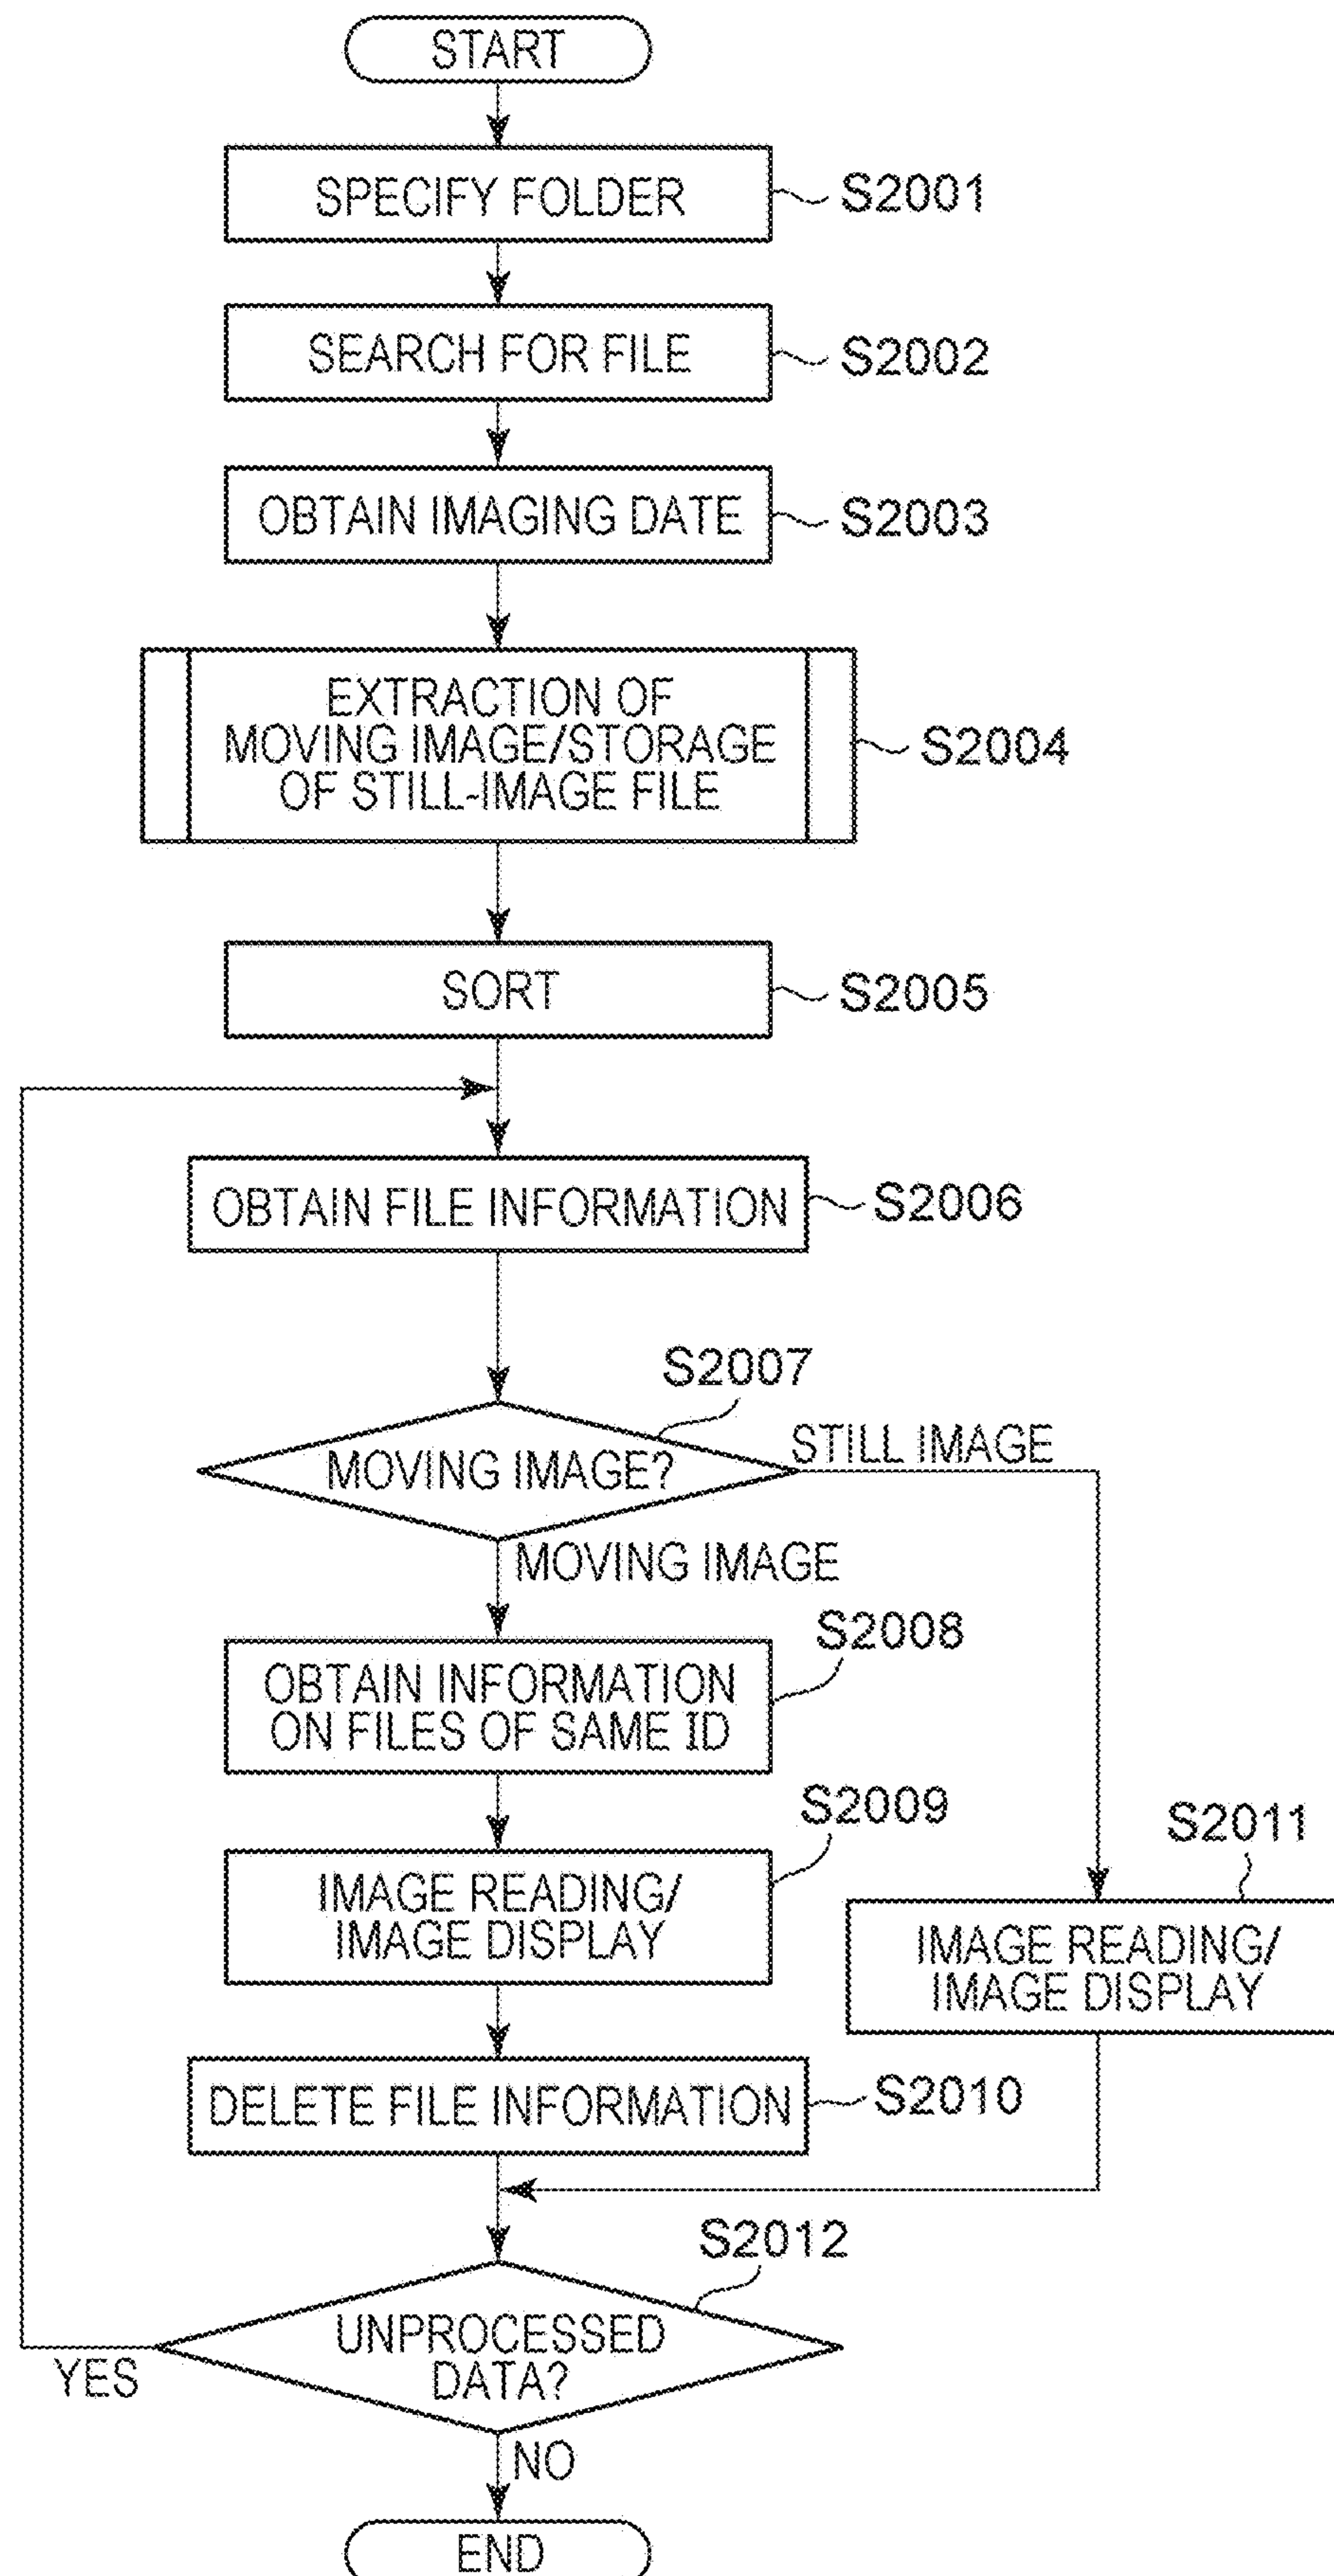 START
SPECIFY FOLDER
S2001
SEARCH FOR FILE
S2002
OBTAIN IMAGING DATE
S2003
EXTRACTION OF
MOVING IMAGE/STORAGE
OF STILL-IMAGE FILE
S2004
SORT
S2005
OBTAIN FILE INFORMATION
S2006
S2007
MOVING IMAGE?
STILL IMAGE
MOVING IMAGE
S2008
OBTAIN INFORMATION
ON FILES OF SAME ID
S2009
IMAGE READING/
IMAGE DISPLAY
S2011
IMAGE READING/
IMAGE DISPLAY
DELETE FILE INFORMATION
S2010
S2012
UNPROCESSED
DATA?
YES
NO
END